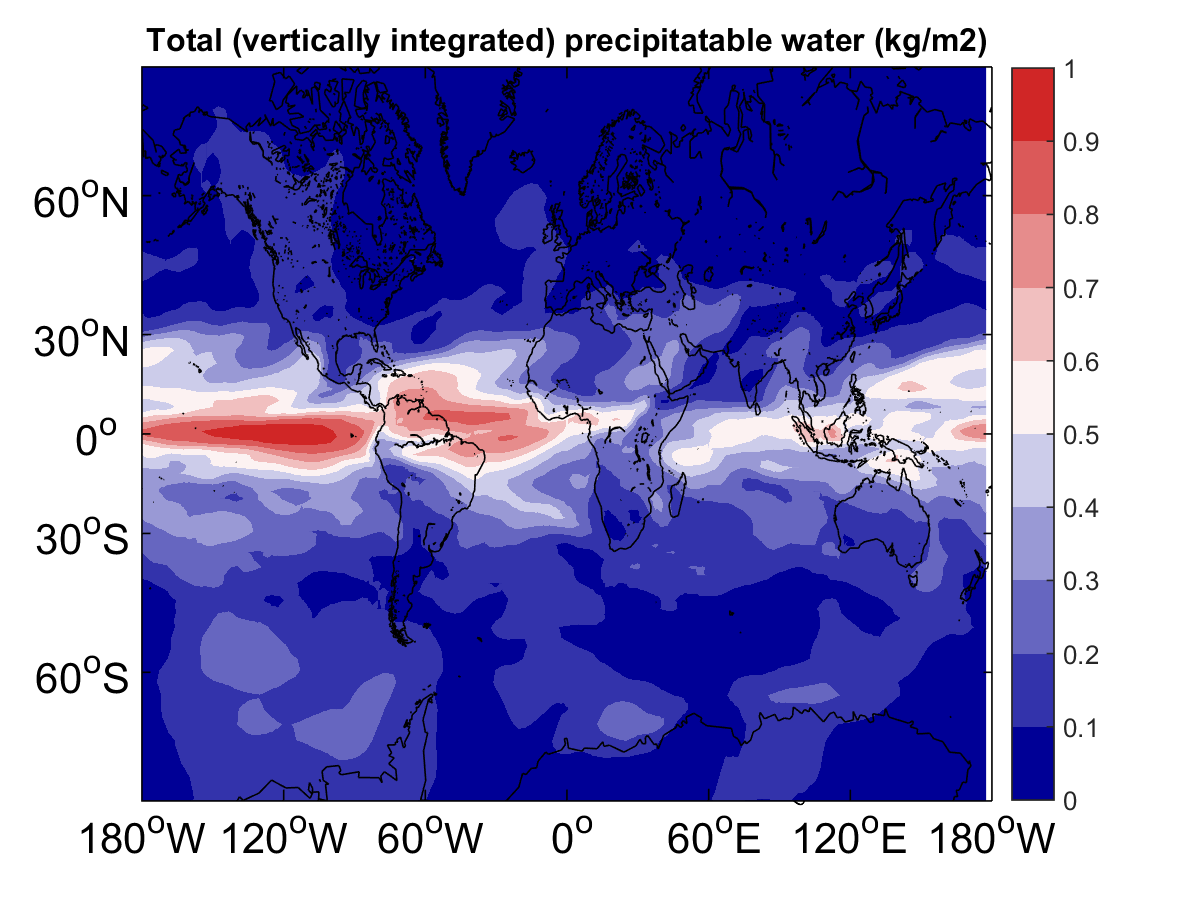 Total (vertically integrated) precipitatable water (kg/m2)
60°N
30°N
0°
30°S
60°S
180°W 120°W 60°W 0° 60°E 120°E 180°W
1
0.9
0.8
0.7
0.6
0.5
0.4
0.3
0.2
0.1
0